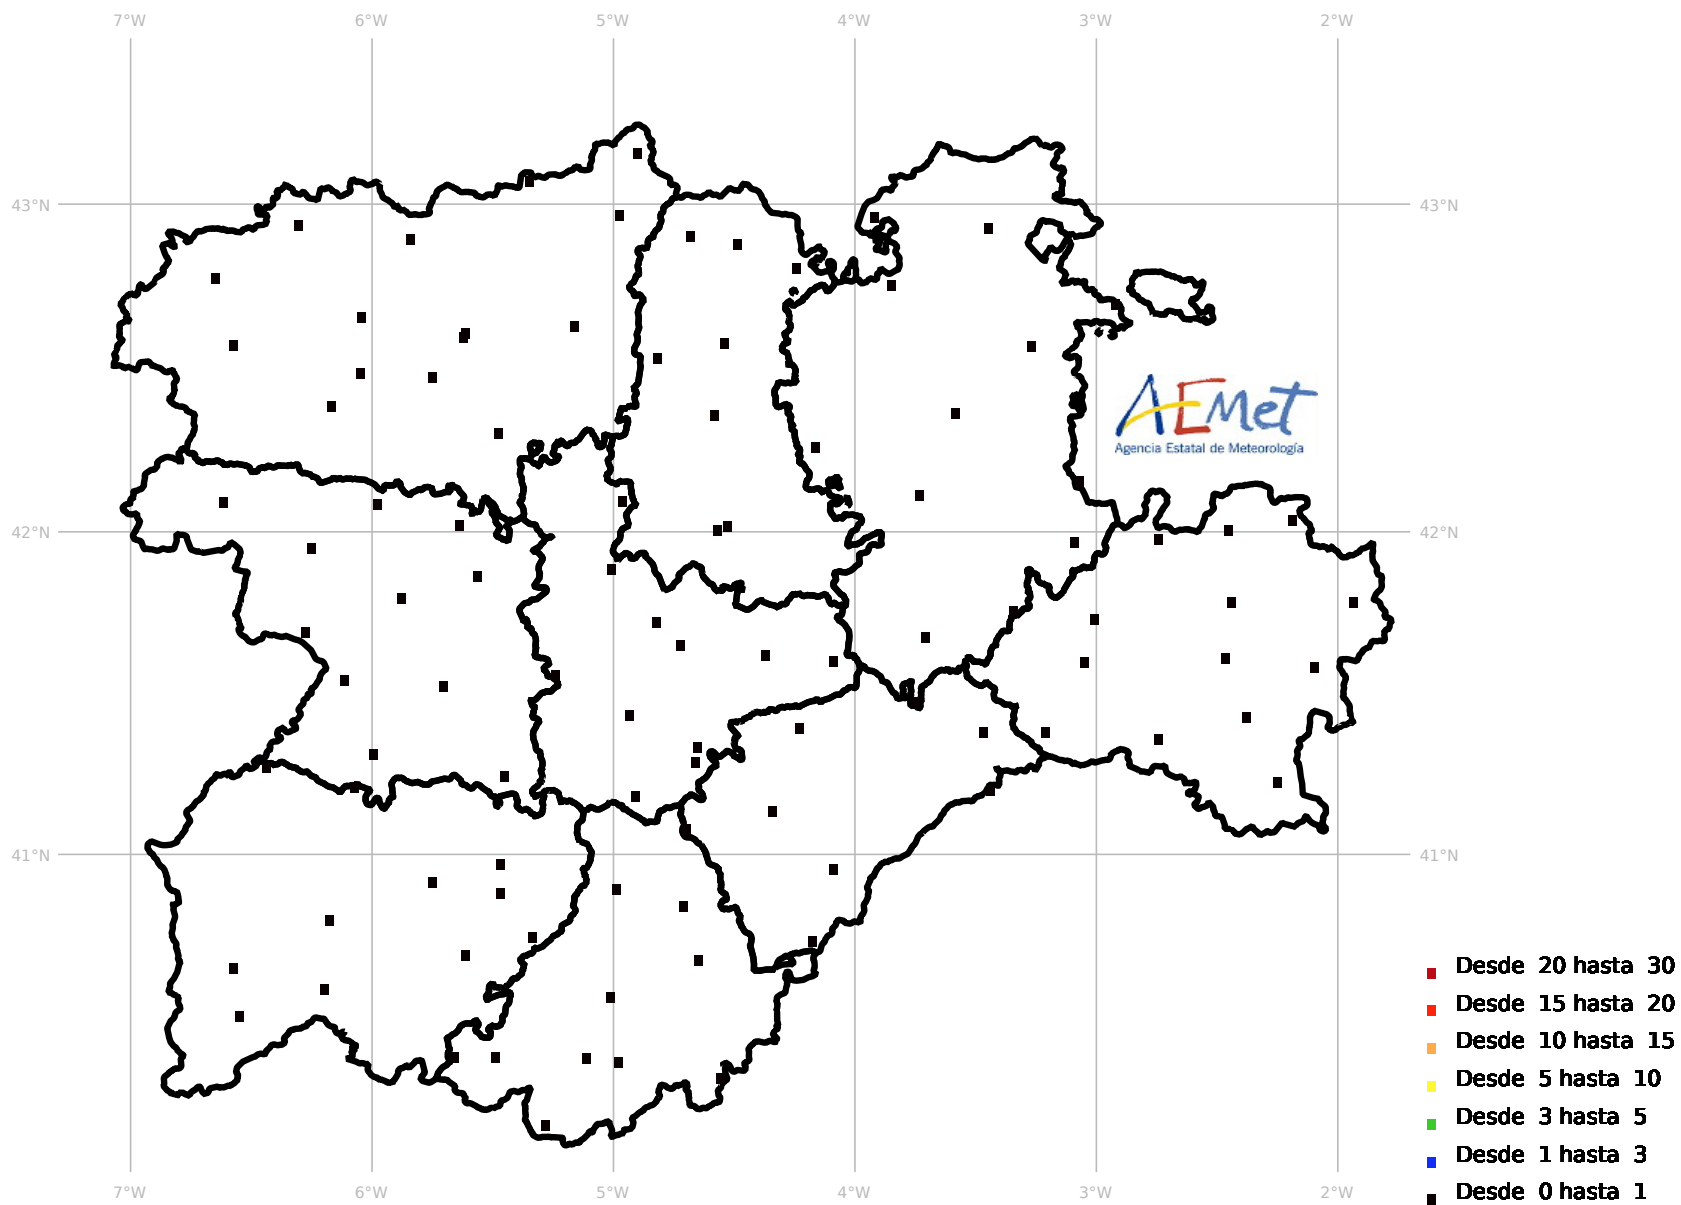 7°W 6°W 5°W 4°W 3°W 2°W
43°N 43°N
AEMet
Agencia Estatal de Meteorología
42°N 42°N
41°N 41°N
Desde 20 hasta 30
Desde 15 hasta 20
Desde 10 hasta 15
Desde 5 hasta 10
Desde 3 hasta 5
Desde 1 hasta 3
Desde 0 hasta 1
7°W 6°W 5°W 4°W 3°W 2°W